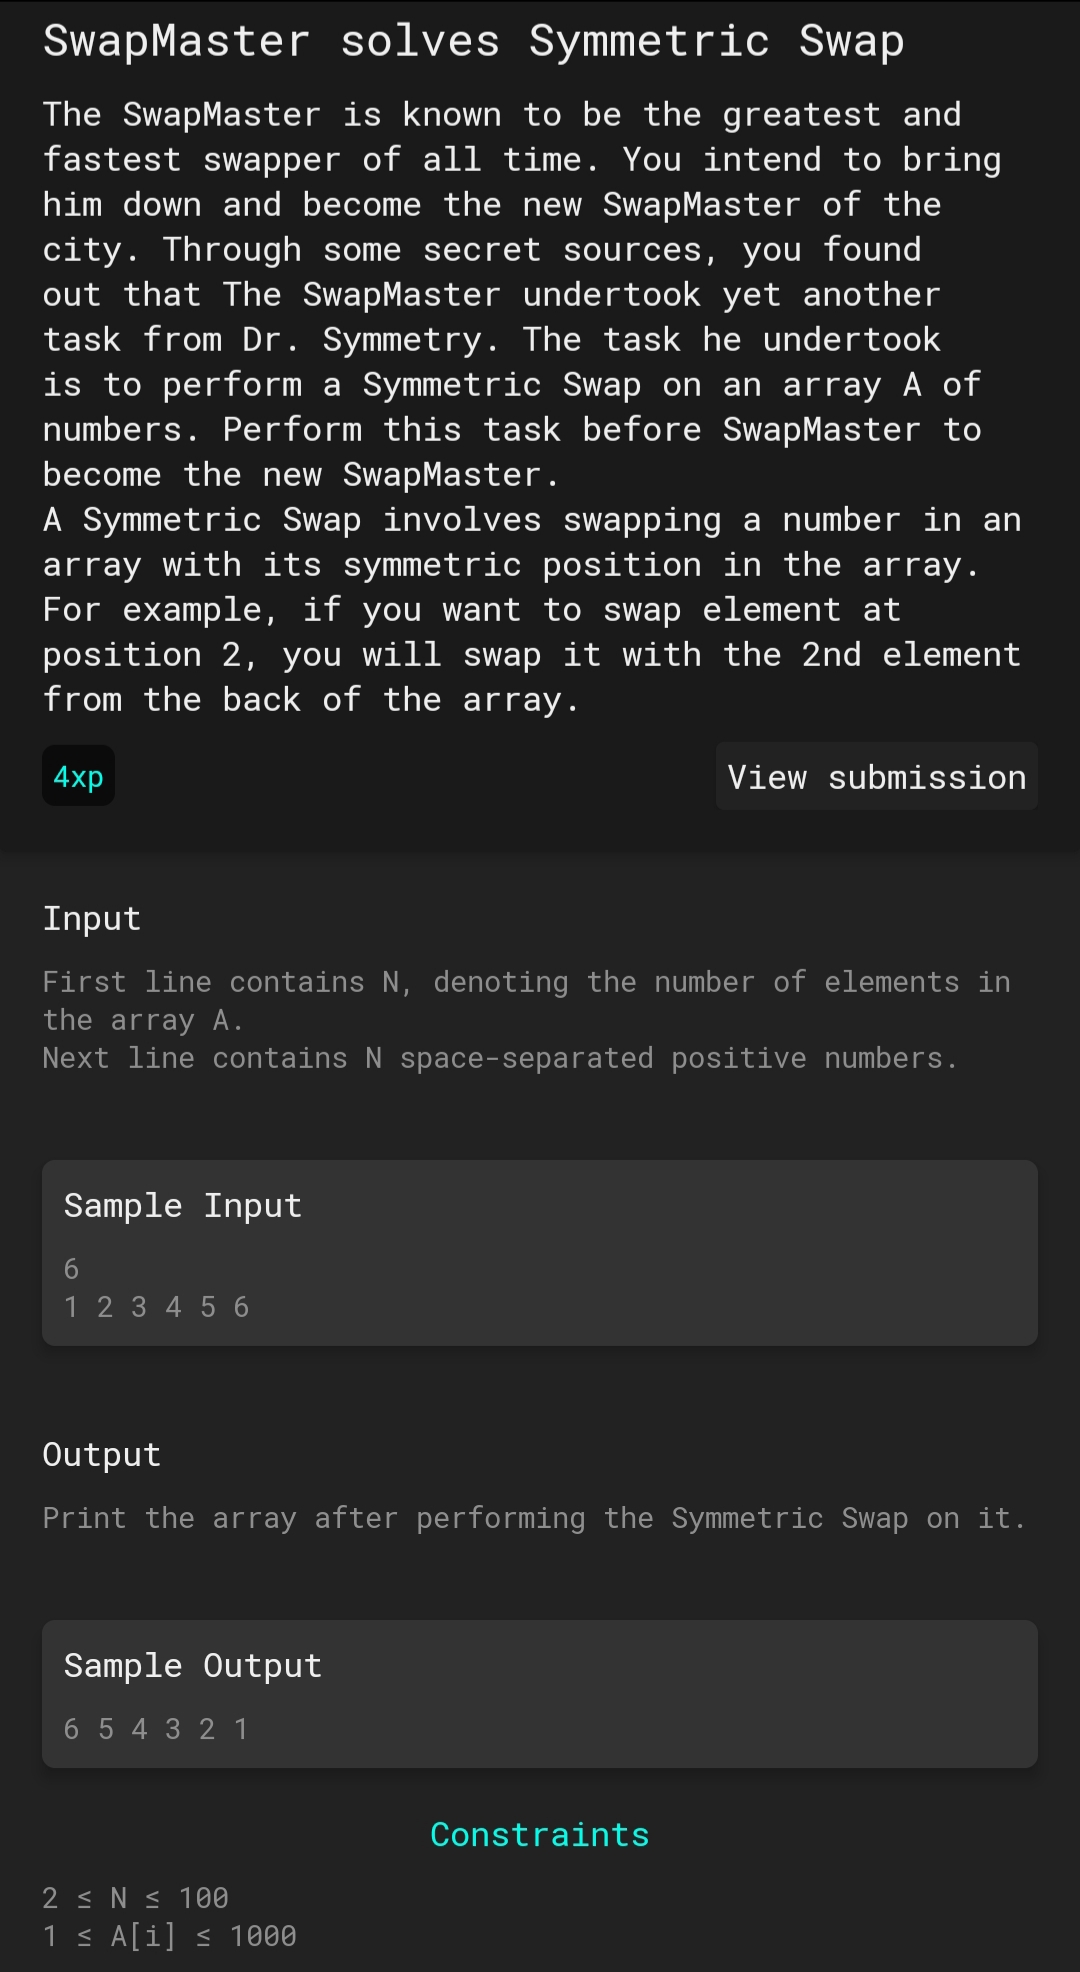 SwapMaster solves Symmetric Swap
The SwapMaster is known to be the greatest and
fastest swapper of all time. You intend to bring
him down and become the new SwapMaster of the
city. Through some secret sources, you found
out that The SwapMaster undertook yet another
task from Dr. Symmetry. The task he undertook
is to perform a Symmetric Swap on an array A of
numbers. Perform this task before SwapMaster to
become the new SwapMaster.
A Symmetric Swap involves swapping a number in an
array with its symmetric position in the array.
For example, if you want to swap element at
position 2, you will swap it with the 2nd element
from the back of the array.
4xp
View submission
Input
First line contains N, denoting the number of elements in
the array A.
Next line contains N space-separated positive numbers.
Sample Input
6
1 2 3 4 5 6
Output
Print the array after performing the Symmetric Swap on it.
Sample Output
6 5 4 3 2 1
Constraints
2 ≤ N ≤ 100
1 ≤ A[i] ≤ 1000